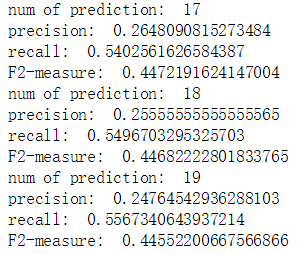 num of prediction:  17
precision:  0.2648090815273484
recall:  0.5402561626584387
F2-measure:  0.4472191624147004
num of prediction:  18
precision:  0.25555555555555565
recall:  0.5496703295325703
F2-measure:  0.44682222801833765
num of prediction:  19
precision:  0.24764542936288103
recall:  0.5567340643937214
F2-measure:  0.44552200667566866